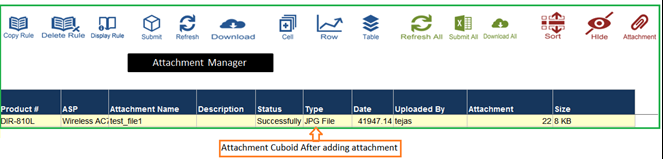 Copy Rule Delete Rule Display Rule Submit Refresh Download Cell Row Table Refresh All Submit All Download All Sort Hide Attachment
Attachment Manager
Product # ASP Attachment Name Description Status Type Date Uploaded By Attachment Size
DIR-810L Wireless AC7 test_file1 Successfully JPG File 41947.14 tejas 22 8 KB
Attachment Cuboid After adding attachment